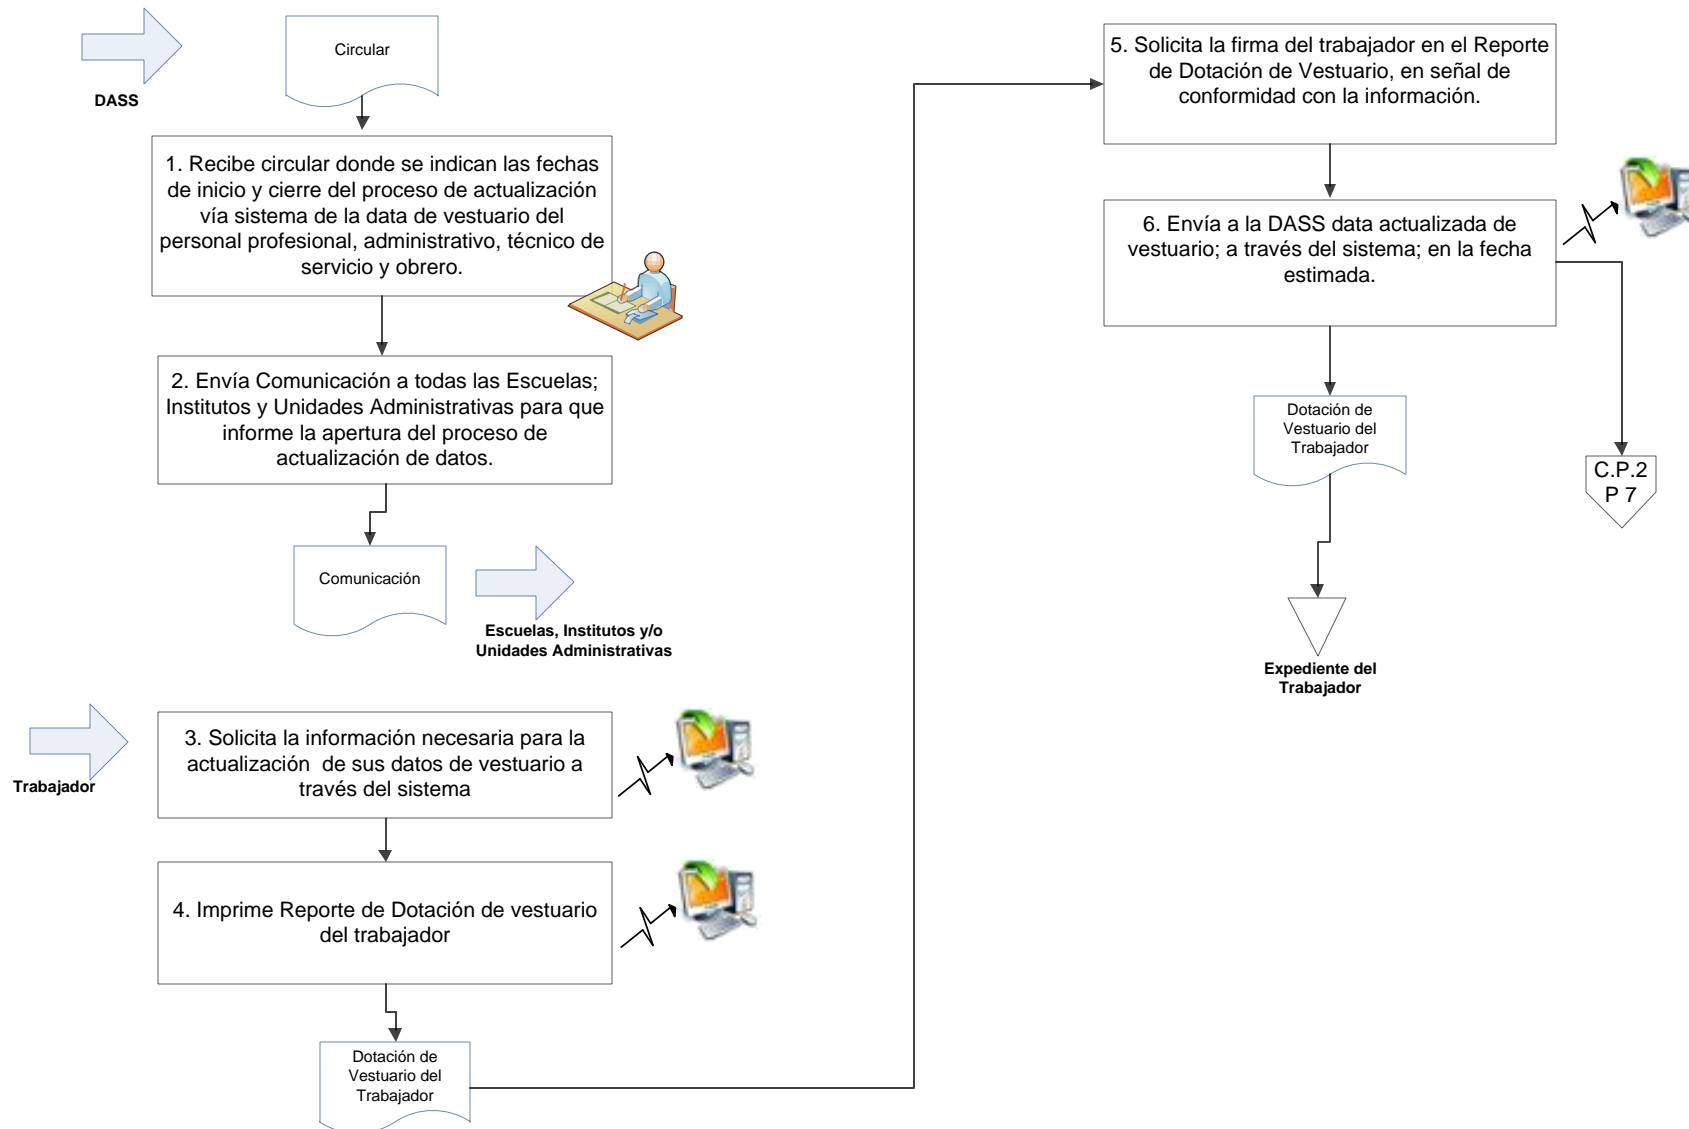 Circular
DASS
1. Recibe circular donde se indican las fechas
de inicio y cierre del proceso de actualización
vía sistema de la data de vestuario del
personal profesional, administrativo, técnico de
servicio y obrero.
2. Envía Comunicación a todas las Escuelas;
Institutos y Unidades Administrativas para que
informe la apertura del proceso de
actualización de datos.
Comunicación
Escuelas, Institutos y/o
Unidades Administrativas
Trabajador
3. Solicita la información necesaria para la
actualización  de sus datos de vestuario a
través del sistema
4. Imprime Reporte de Dotación de vestuario
del trabajador
Dotación de
Vestuario del
Trabajador
5. Solicita la firma del trabajador en el Reporte
de Dotación de Vestuario, en señal de
conformidad con la información.
6. Envía a la DASS data actualizada de
vestuario; a través del sistema; en la fecha
estimada.
Dotación de
Vestuario del
Trabajador
C.P.2
P 7
Expediente del
Trabajador